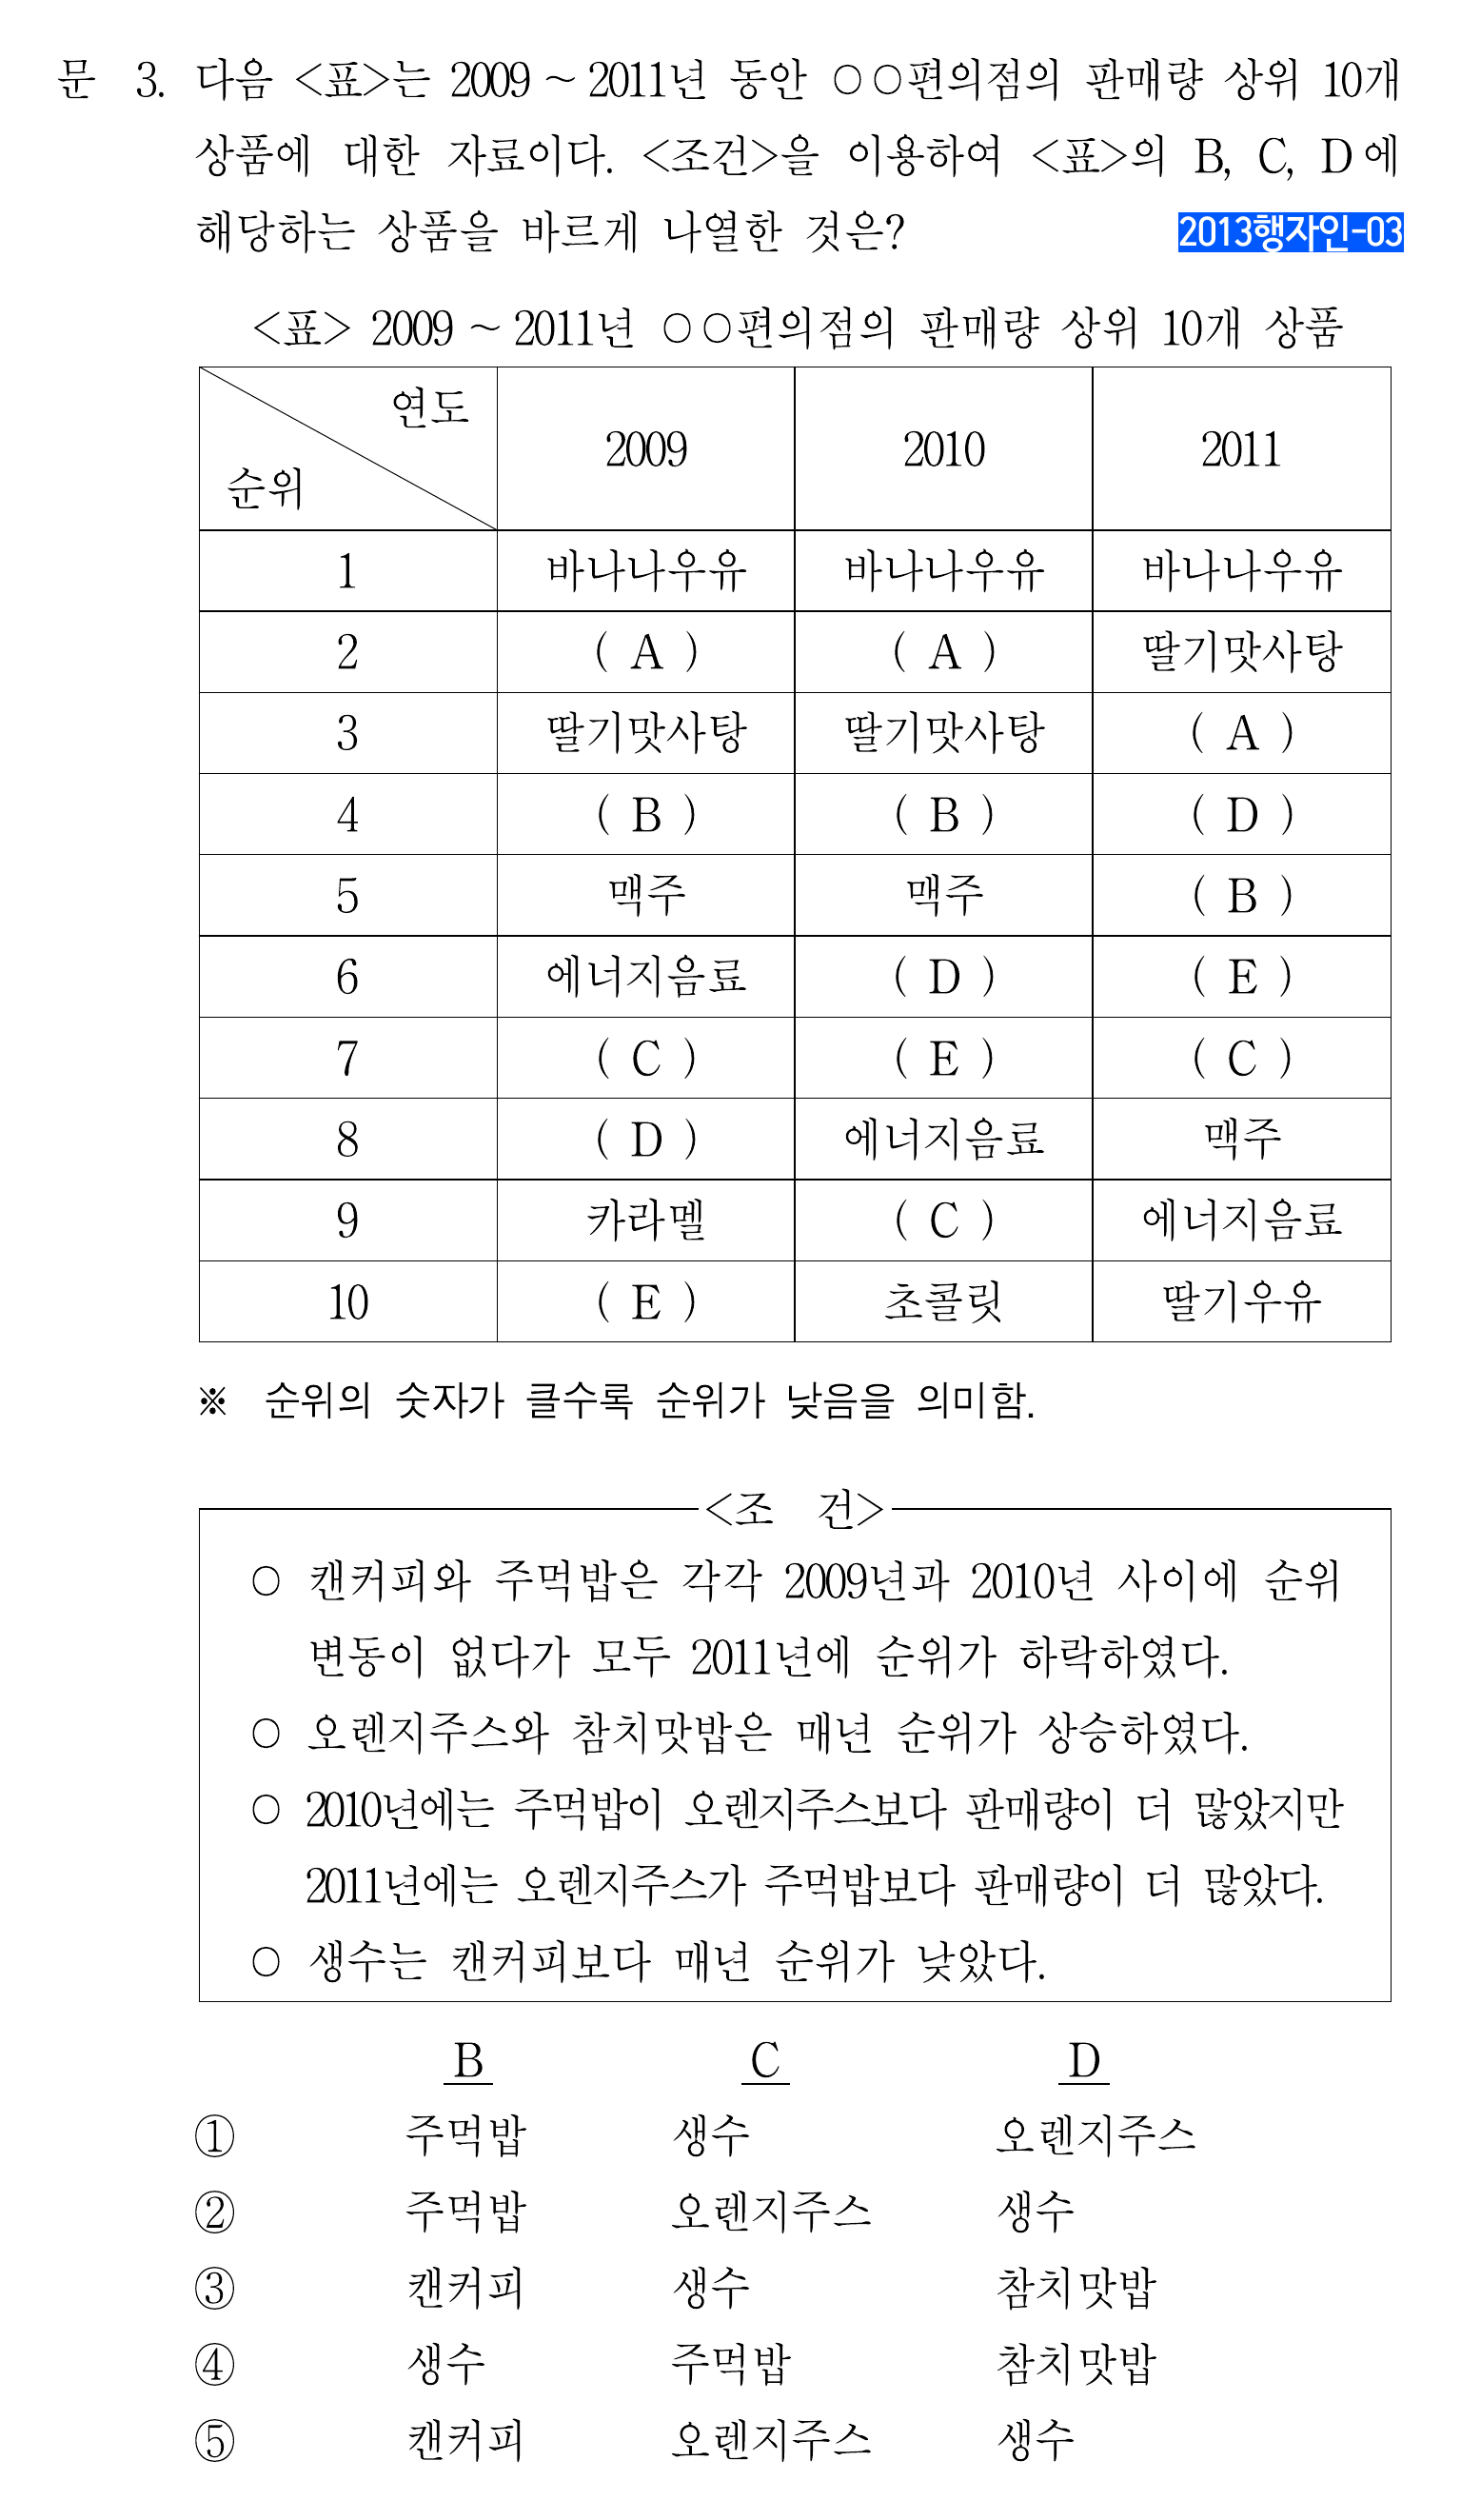 문 3. 다음 <표>는 2009 ~ 2011년 동안 ○○편의점의 판매량 상위 10개
상품에 대한 자료이다. <조건>을 이용하여 <표>의 B, C, D에
해당하는 상품을 바르게 나열한 것은? 2013행자인-03
<표> 2009 ~ 2011년 ○○편의점의 판매량 상위 10개 상품
연도
순위 2009 2010 2011
1 바나나우유 바나나우유 바나나우유
2 ( A ) ( A ) 딸기맛사탕
3 딸기맛사탕 딸기맛사탕 ( A )
4 ( B ) ( B ) ( D )
5 맥주 맥주 ( B )
6 에너지음료 ( D ) ( E )
7 ( C ) ( E ) ( C )
8 ( D ) 에너지음료 맥주
9 카라멜 ( C ) 에너지음료
10 ( E ) 초콜릿 딸기우유
※ 순위의 숫자가 클수록 순위가 낮음을 의미함.
<조 건>
○ 캔커피와 주먹밥은 각각 2009년과 2010년 사이에 순위
변동이 없다가 모두 2011년에 순위가 하락하였다.
○ 오렌지주스와 참치맛밥은 매년 순위가 상승하였다.
○ 2010년에는 주먹밥이 오렌지주스보다 판매량이 더 많았지만
2011년에는 오렌지주스가 주먹밥보다 판매량이 더 많았다.
○ 생수는 캔커피보다 매년 순위가 낮았다.
B C D
① 주먹밥 생수 오렌지주스
② 주먹밥 오렌지주스 생수
③ 캔커피 생수 참치맛밥
④ 생수 주먹밥 참치맛밥
⑤ 캔커피 오렌지주스 생수